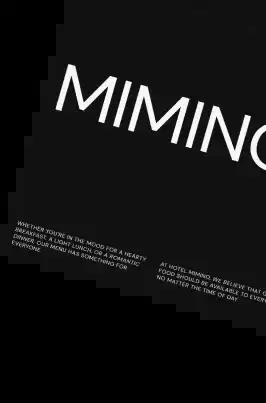 MIMINO
WHETHER YOU'RE IN THE MOOD FOR A HEARTY
BREAKFAST, A LIGHT LUNCH, OR A ROMANTIC
DINNER, OUR MENU HAS SOMETHING FOR
EVERYONE
AT HOTEL MIMINO, WE BELIEVE THAT
FOOD SHOULD BE AVAILABLE TO
NO MATTER THE TIME OF DAY.